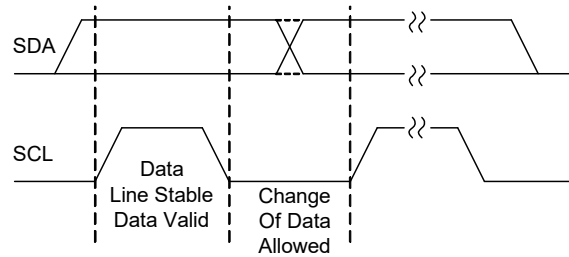 SDA
SCL
Data
Line Stable
Data Valid
Change
Of Data
Allowed